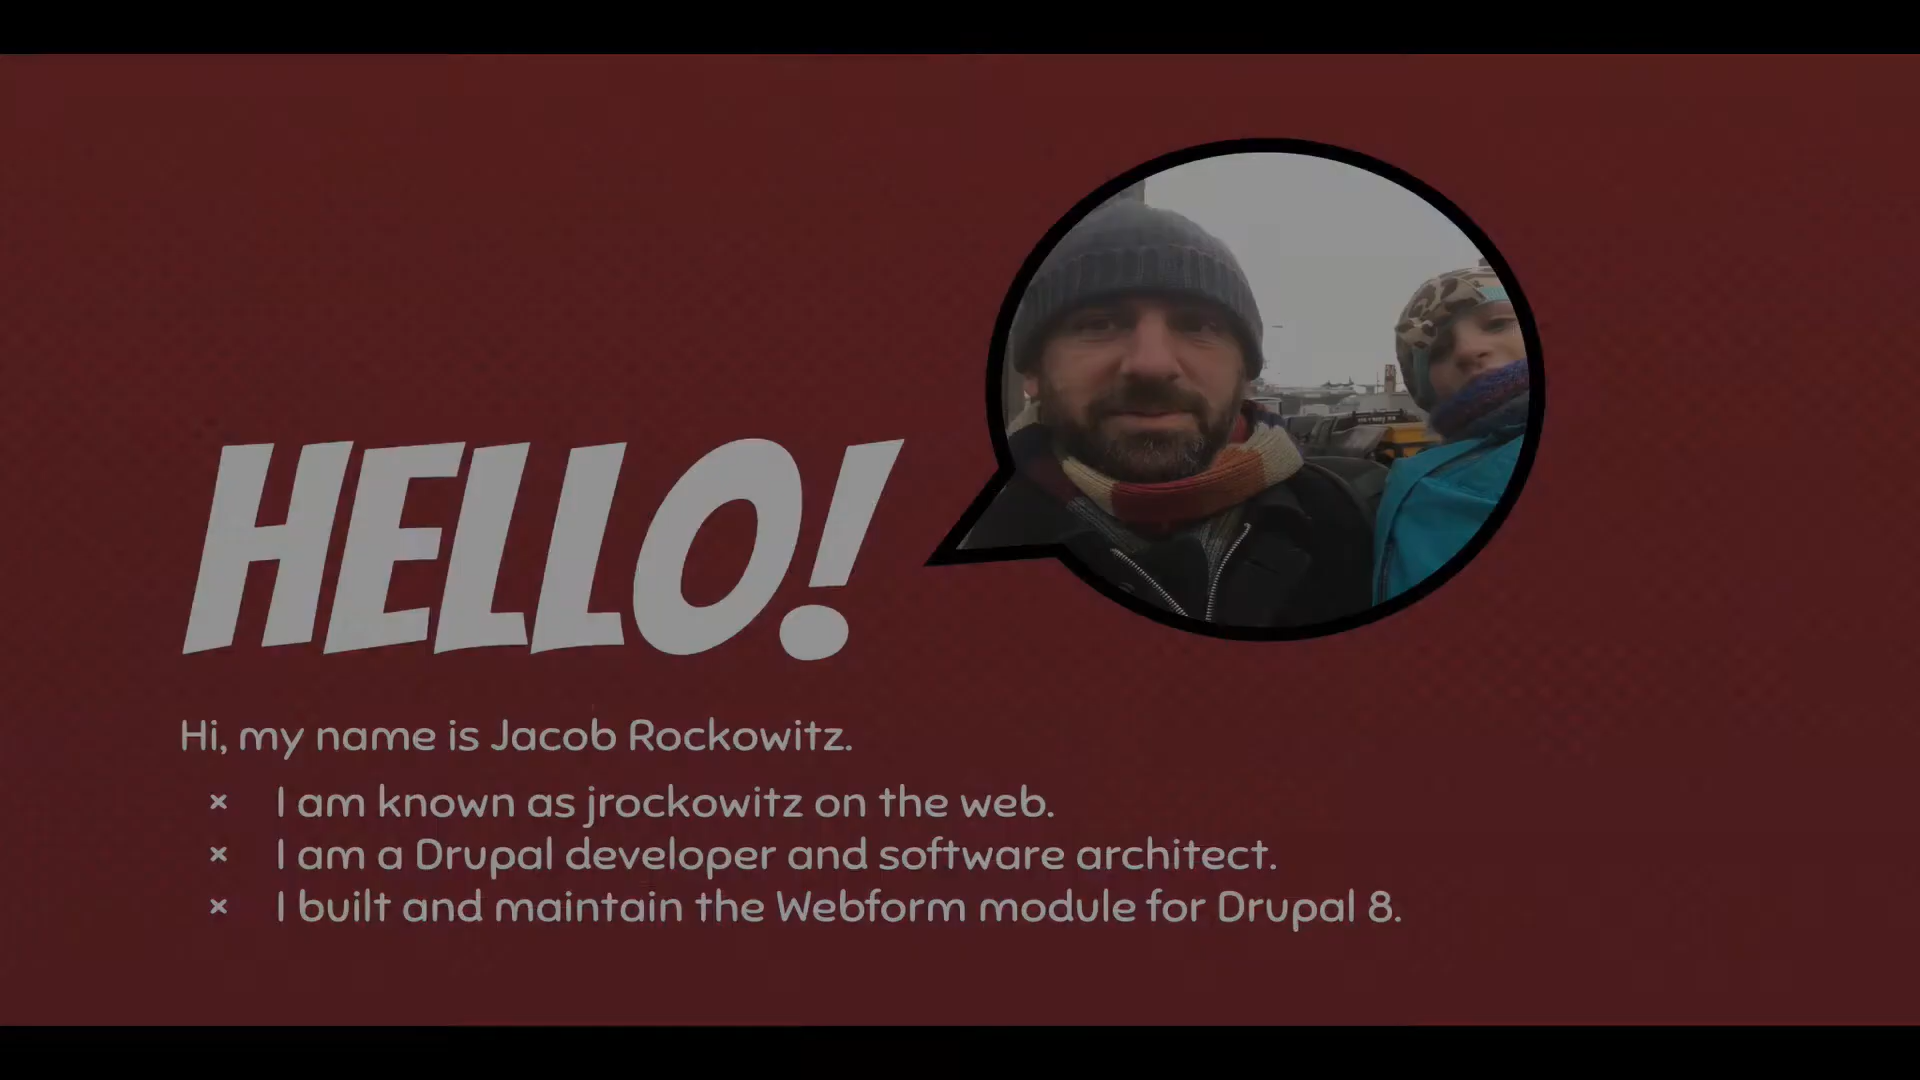 HELLO!
Hi, my name is Jacob Rockowitz.
× I am known as jrockowitz on the web.
× I am a Drupal developer and software architect.
× I built and maintain the Webform module for Drupal 8.